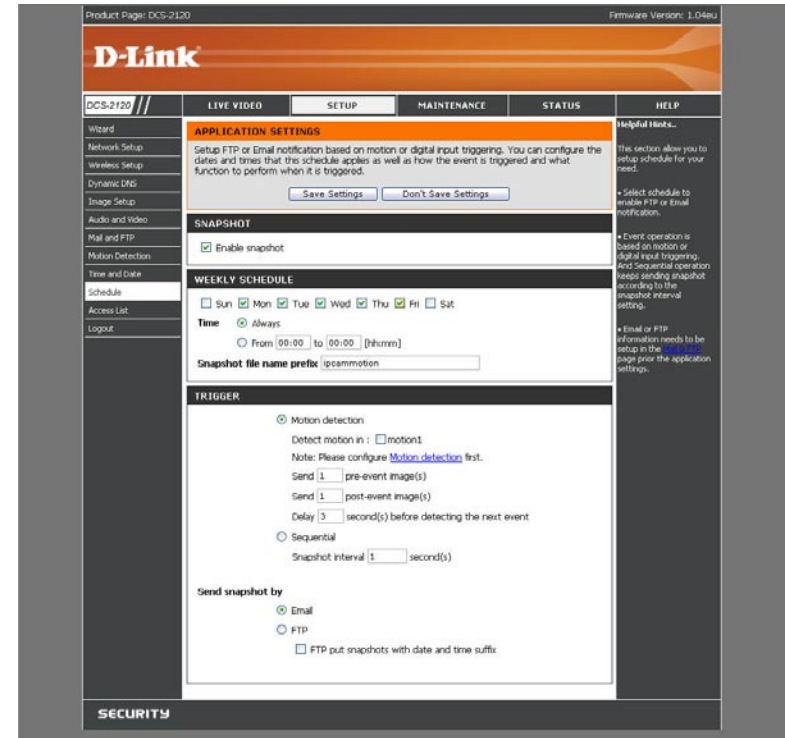 Product Page: DCS-2120
Firmware Version: 1.04eu
D-Link
DCS-2120
LIVE VIDEO
SETUP
MAINTENANCE
STATUS
HELP
Wizard
Network Setup
Wireless Setup
Dynamic DNS
Image Setup
Audio and Video
Mail and FTP
Motion Detection
Time and Date
Schedule
Access List
Logout
APPLICATION SETTINGS
Setup FTP or Email notification based on motion or digital input triggering. You can configure the
dates and times that this schedule applies as well as how the event is triggered and what
function to perform when it is triggered.
Save Settings
Don't Save Settings
SNAPSHOT
Enable snapshot
WEEKLY SCHEDULE
Sun Mon Tue Wed Thu Fri Sat
Time Always
From 00:00 to 00:00 [hh:mm]
Snapshot file name prefix ipcammotion
TRIGGER
Motion detection
Detect motion in : motion1
Note: Please configure Motion detection first.
Send 1 pre-event image(s)
Send 1 post-event image(s)
Delay 3 second(s) before detecting the next event
Sequential
Snapshot interval 1 second(s)
Send snapshot by
Email
FTP
FTP put snapshots with date and time suffix
Helpful Hints..
This section allow you to
setup schedule for your
need.
• Select schedule to
enable FTP or Email
notification.
• Event operation is
based on motion or
digital input triggering.
And Sequential operation
keeps sending snapshot
according to the
snapshot interval
setting.
• Email or FTP
information needs to be
setup in the Mail & FTP
page prior the application
settings.
SECURITY